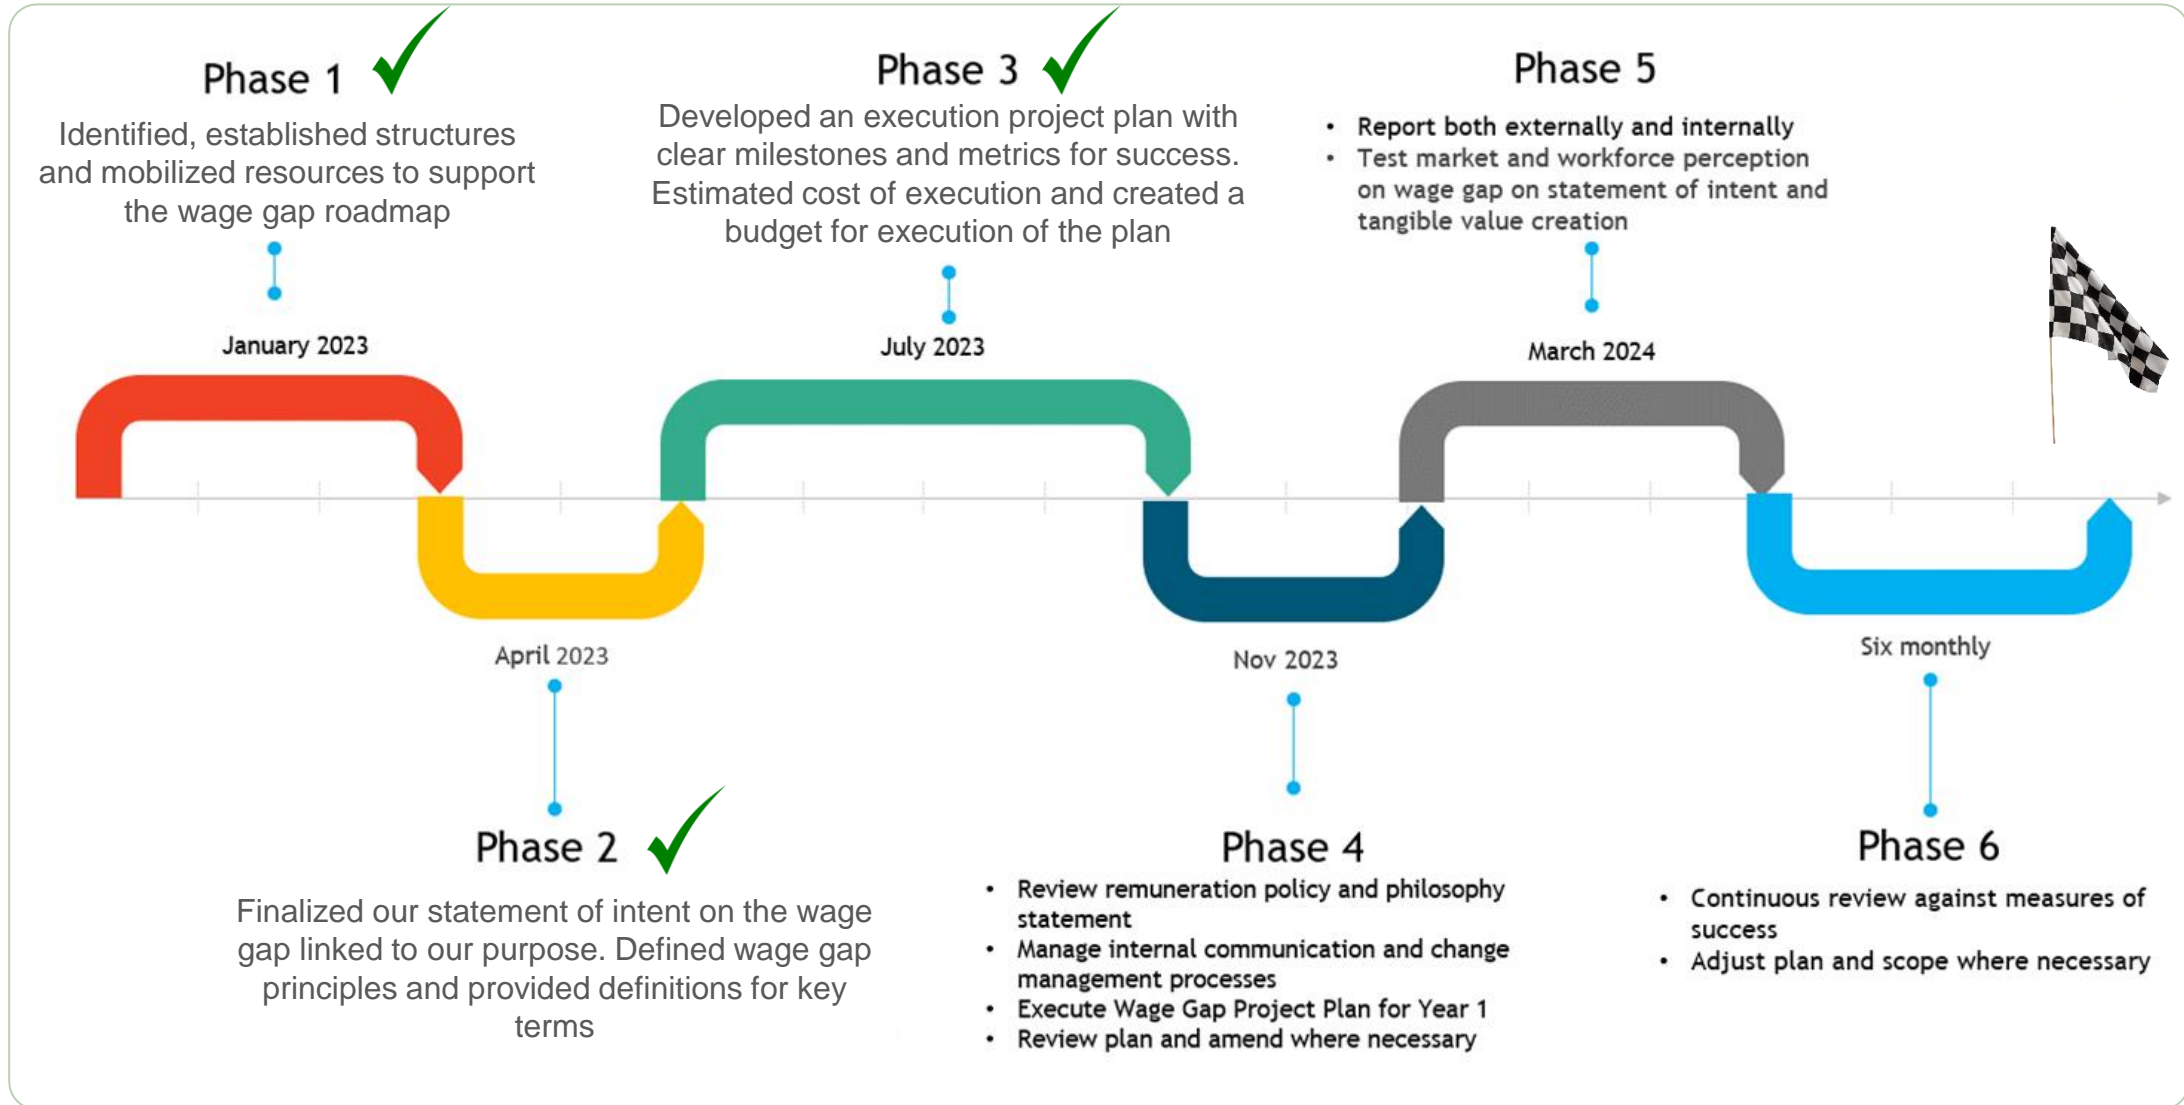 Phase 1
Identified, established structures
and mobilized resources to support
the wage gap roadmap
January 2023
Phase 3
Developed an execution project plan with
clear milestones and metrics for success.
Estimated cost of execution and created a
budget for execution of the plan
July 2023
Phase 5
• Report both externally and internally
• Test market and workforce perception
on wage gap on statement of intent and
tangible value creation
March 2024
April 2023
Phase 2
Finalized our statement of intent on the wage
gap linked to our purpose. Defined wage gap
principles and provided definitions for key
terms
Nov 2023
Phase 4
• Review remuneration policy and philosophy
statement
• Manage internal communication and change
management processes
• Execute Wage Gap Project Plan for Year 1
• Review plan and amend where necessary
Six monthly
Phase 6
• Continuous review against measures of
success
• Adjust plan and scope where necessary